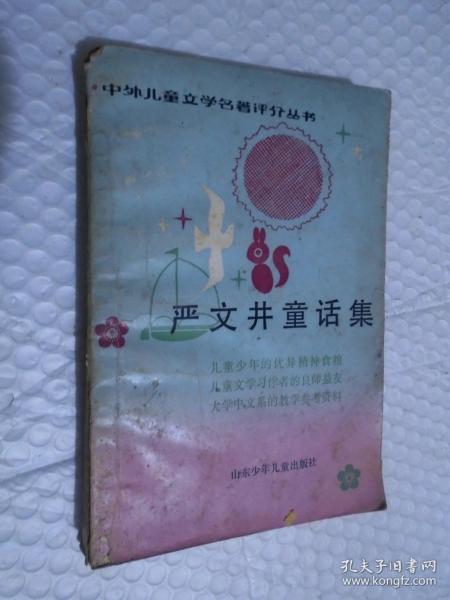 中外儿童文学名著评介丛书
严文井童话集
儿童少年的优异精神食粮
儿童文学习作者的良师益友
大学中文系的教学参考资料
山东少年儿童出版社
孔夫子旧书网
www.kongfz.com